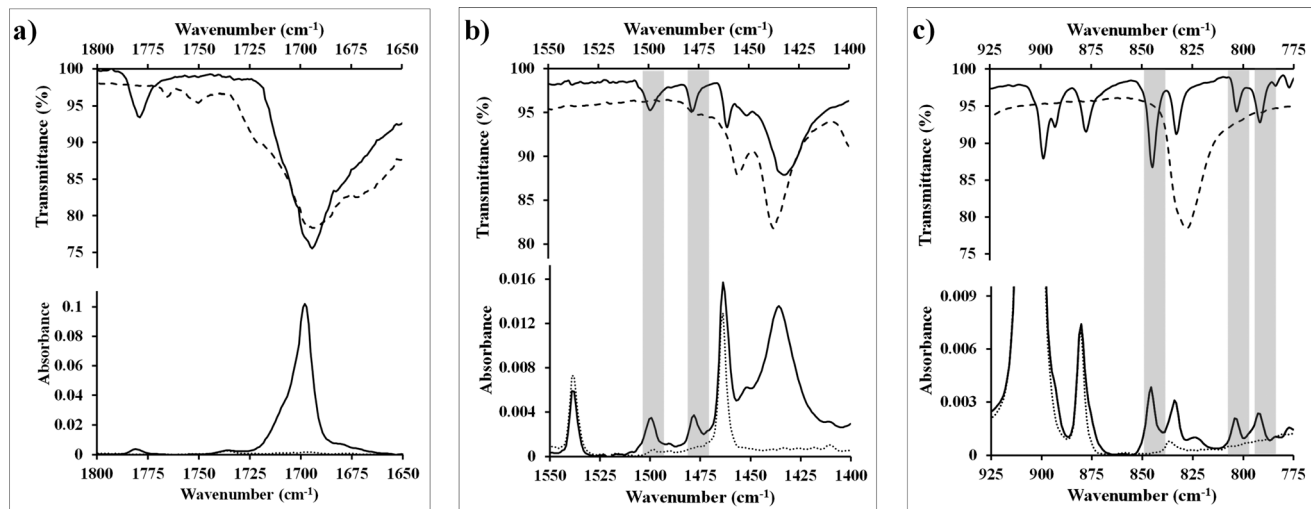 a)
Wavenumber (cm-1)
1800 1775 1750 1725 1700 1675 1650
Transmittance (%)
100
95
90
85
80
75
Absorbance
0.1
0.08
0.06
0.04
0.02
0
1800 1775 1750 1725 1700 1675 1650
Wavenumber (cm-1)
b)
Wavenumber (cm-1)
1550 1525 1500 1475 1450 1425 1400
Transmittance (%)
100
95
90
85
80
Absorbance
0.016
0.012
0.008
0.004
0
1550 1525 1500 1475 1450 1425 1400
Wavenumber (cm-1)
c)
Wavenumber (cm-1)
925 900 875 850 825 800 775
Transmittance (%)
100
95
90
85
80
75
Absorbance
0.009
0.006
0.003
0
925 900 875 850 825 800 775
Wavenumber (cm-1)